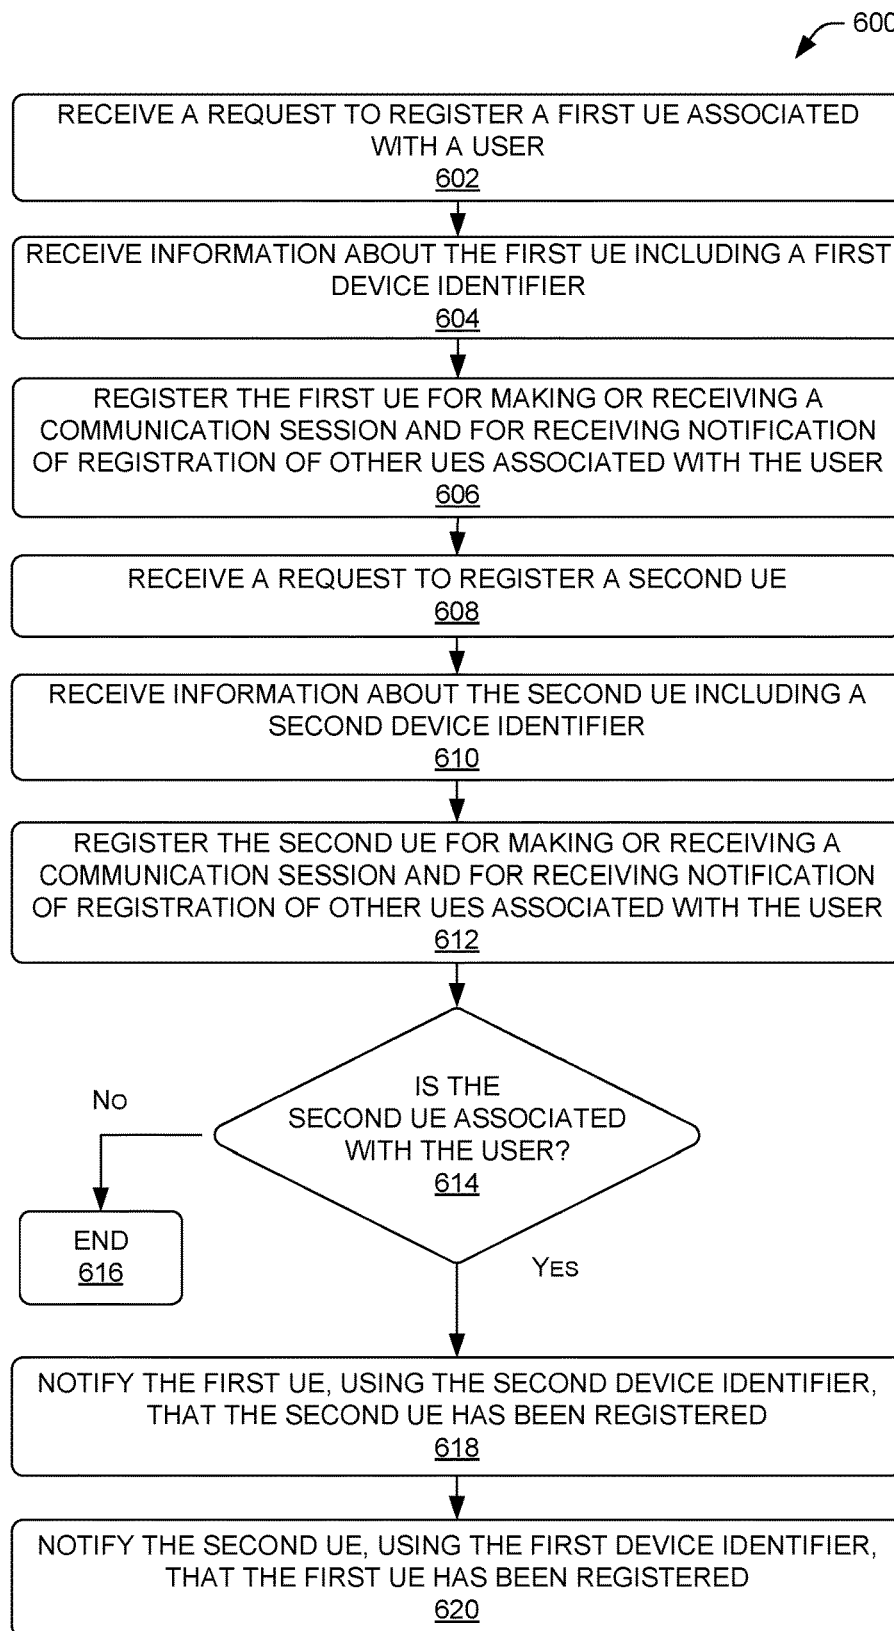 600
RECEIVE A REQUEST TO REGISTER A FIRST UE ASSOCIATED
WITH A USER
602
RECEIVE INFORMATION ABOUT THE FIRST UE INCLUDING A FIRST
DEVICE IDENTIFIER
604
REGISTER THE FIRST UE FOR MAKING OR RECEIVING A
COMMUNICATION SESSION AND FOR RECEIVING NOTIFICATION
OF REGISTRATION OF OTHER UES ASSOCIATED WITH THE USER
606
RECEIVE A REQUEST TO REGISTER A SECOND UE
608
RECEIVE INFORMATION ABOUT THE SECOND UE INCLUDING A
SECOND DEVICE IDENTIFIER
610
REGISTER THE SECOND UE FOR MAKING OR RECEIVING A
COMMUNICATION SESSION AND FOR RECEIVING NOTIFICATION
OF REGISTRATION OF OTHER UES ASSOCIATED WITH THE USER
612
IS THE
SECOND UE ASSOCIATED
WITH THE USER?
614
NO
END
616
YES
NOTIFY THE FIRST UE, USING THE SECOND DEVICE IDENTIFIER,
THAT THE SECOND UE HAS BEEN REGISTERED
618
NOTIFY THE SECOND UE, USING THE FIRST DEVICE IDENTIFIER,
THAT THE FIRST UE HAS BEEN REGISTERED
620